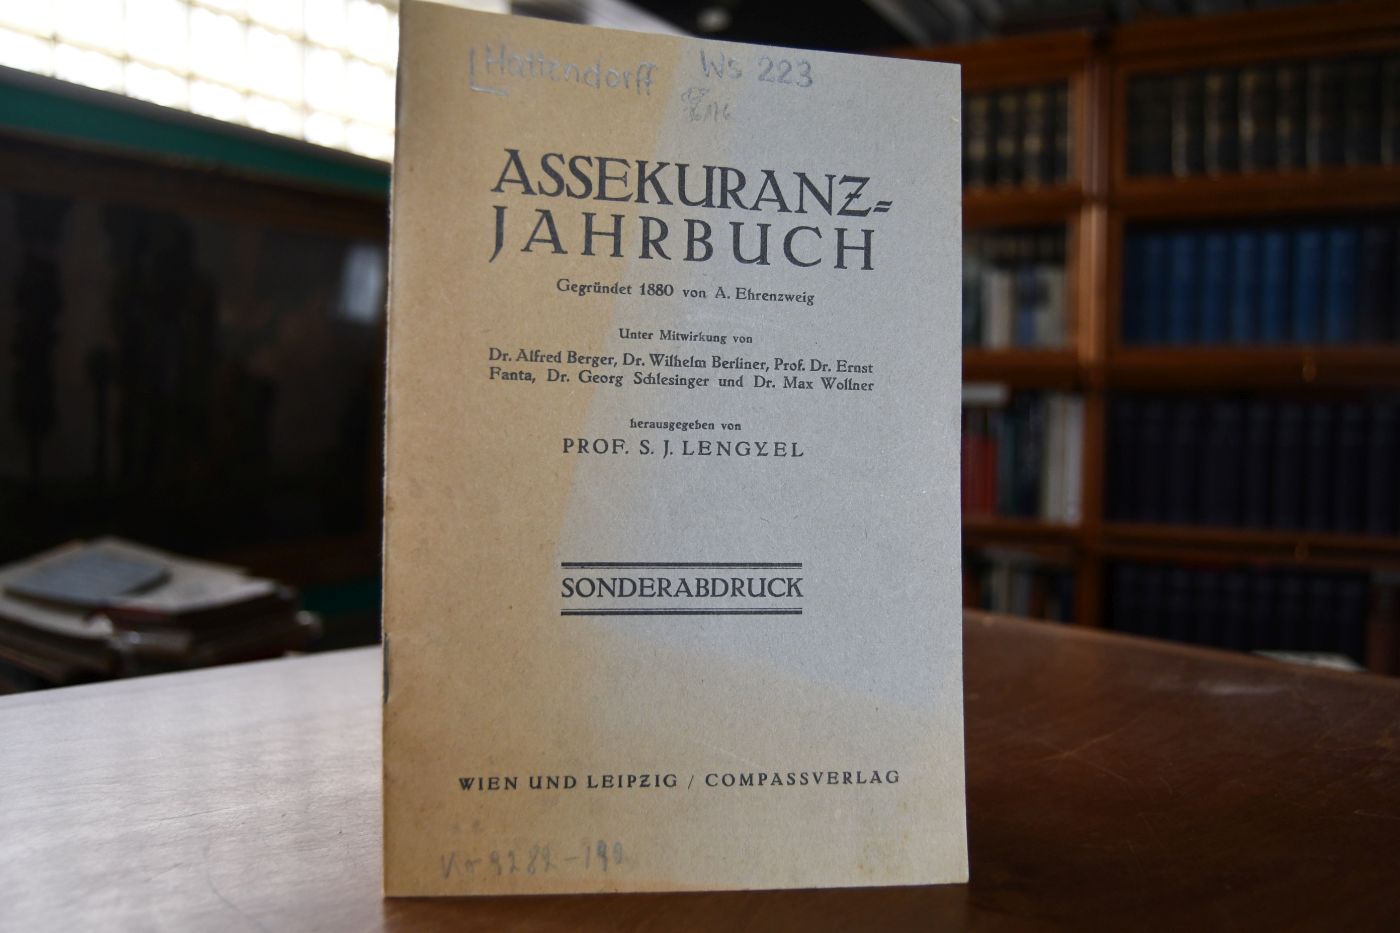 [Hattendorff Ws 223
ASSEKURANZ=
JAHRBUCH
Gegründet 1880 von A. Ehrenzweig
Unter Mitwirkung von
Dr. Alfred Berger, Dr. Wilhelm Berliner, Prof. Dr. Ernst
Fanta, Dr. Georg Schlesinger und Dr. Max Wollner
herausgegeben von
PROF. S. J. LENGYEL
SONDERABDRUCK
WIEN UND LEIPZIG / COMPASSVERLAG